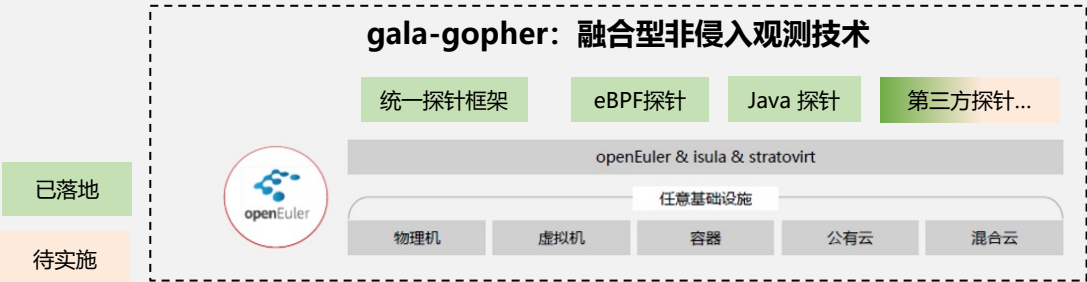 gala-gopher：融合型非侵入观测技术
统一探针框架
eBPF探针
Java 探针
第三方探针...
已落地
待实施
openEuler
openEuler & isula & stratovirt
任意基础设施
物理机
虚拟机
容器
公有云
混合云